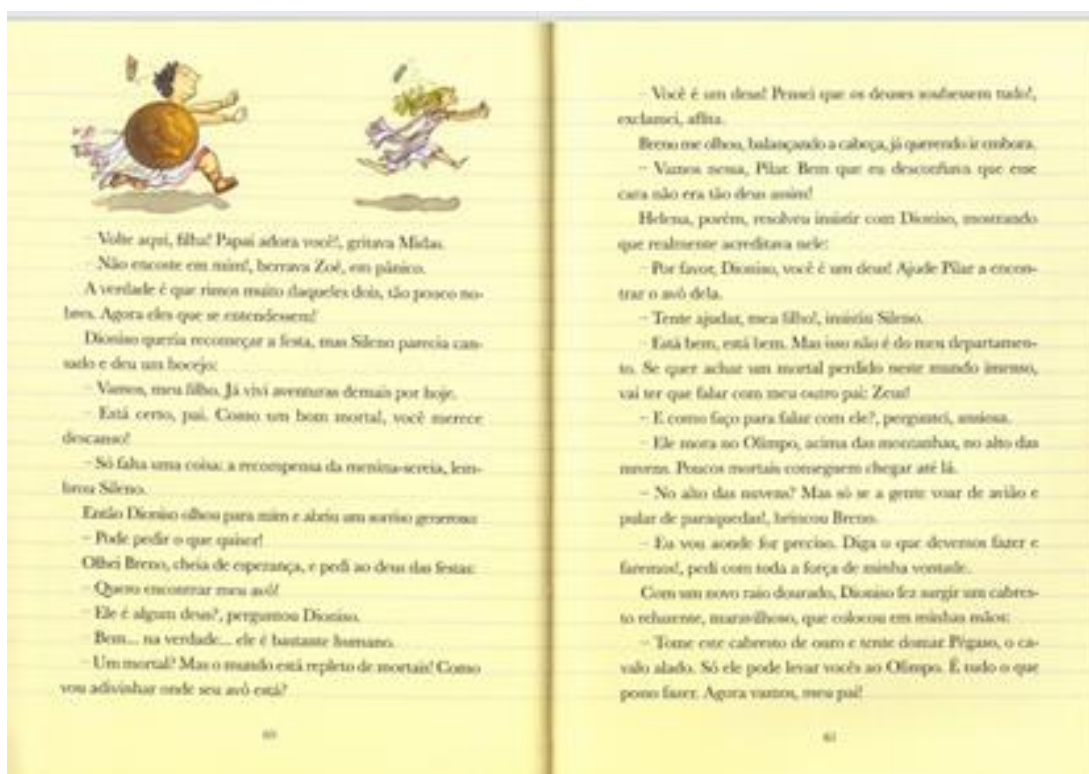 – Volte aqui, filha! Papai adora você!, gritava Midas.
– Não encoste em mim!, berrava Zoé, em pânico.
A verdade é que rimos muito daqueles dois, tão pouco no-
bres. Agora eles que se entendessem!
Dioniso queria recomeçar a festa, mas Sileno parecia can-
sado e deu um bocejo:
– Vamos, meu filho. Já vivi aventuras demais por hoje.
– Está certo, pai. Como um bom mortal, você merece
descanso!
– Só falta uma coisa: a recompensa da menina-sereia, lem-
brou Sileno.
Então Dioniso olhou para mim e abriu um sorriso generoso:
– Pode pedir o que quiser!
Olhei Breno, cheia de esperança, e pedi ao deus das festas:
– Quero encontrar meu avô!
– Ele é algum deus?, perguntou Dioniso.
– Bem... na verdade... ele é bastante humano.
– Um mortal? Mas o mundo está repleto de mortais! Como
vou adivinhar onde seu avô está?
60
– Você é um deus! Pensei que os deuses soubessem tudo!,
exclamei, aflita.
Breno me olhou, balançando a cabeça, já querendo ir embora.
– Vamos nessa, Pilar. Bem que eu desconfiava que esse
cara não era tão deus assim!
Helena, porém, resolveu insistir com Dioniso, mostrando
que realmente acreditava nele:
– Por favor, Dioniso, você é um deus! Ajude Pilar a encon-
trar o avô dela.
– Tente ajudar, meu filho!, insistiu Sileno.
– Está bem, está bem. Mas isso não é do meu departamen-
to. Se quer achar um mortal perdido neste mundo imenso,
vai ter que falar com meu outro pai: Zeus!
– E como faço para falar com ele?, perguntei, ansiosa.
– Ele mora no Olimpo, acima das montanhas, no alto das
nuvens. Poucos mortais conseguem chegar até lá.
– No alto das nuvens? Mas só se a gente voar de avião e
pular de paraquedas!, brincou Breno.
– Eu vou aonde for preciso. Diga o que devemos fazer e
faremos!, pedi com toda a força de minha vontade.
Com um novo raio dourado, Dioniso fez surgir um cabres-
to reluzente, maravilhoso, que colocou em minhas mãos:
– Tome este cabresto de ouro e tente domar Pégaso, o ca-
valo alado. Só ele pode levar vocês ao Olimpo. É tudo o que
posso fazer. Agora vamos, meu pai!
61